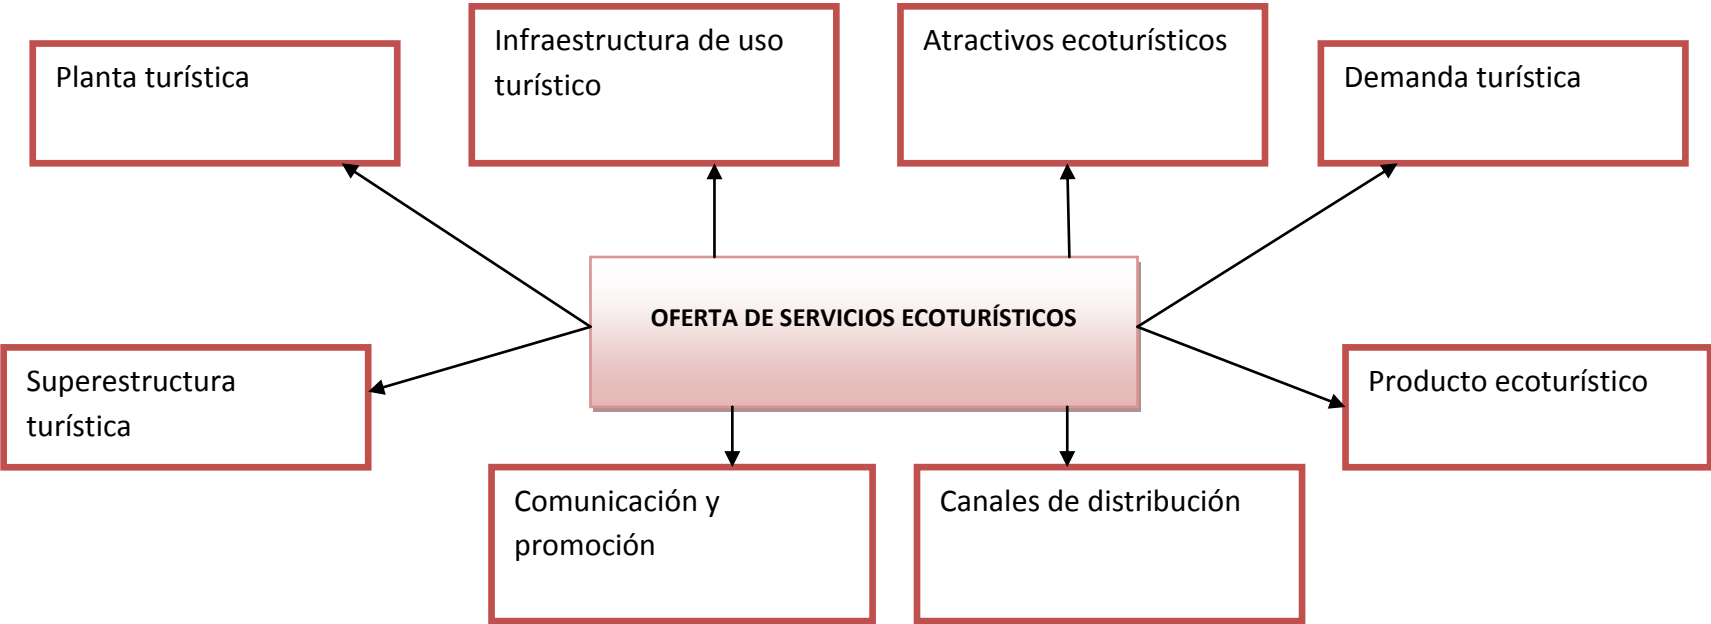 Planta turística
Infraestructura de uso
turístico
Atractivos ecoturísticos
Demanda turística
OFERTA DE SERVICIOS ECOTURÍSTICOS
Superestructura
turística
Producto ecoturístico
Comunicación y
promoción
Canales de distribución